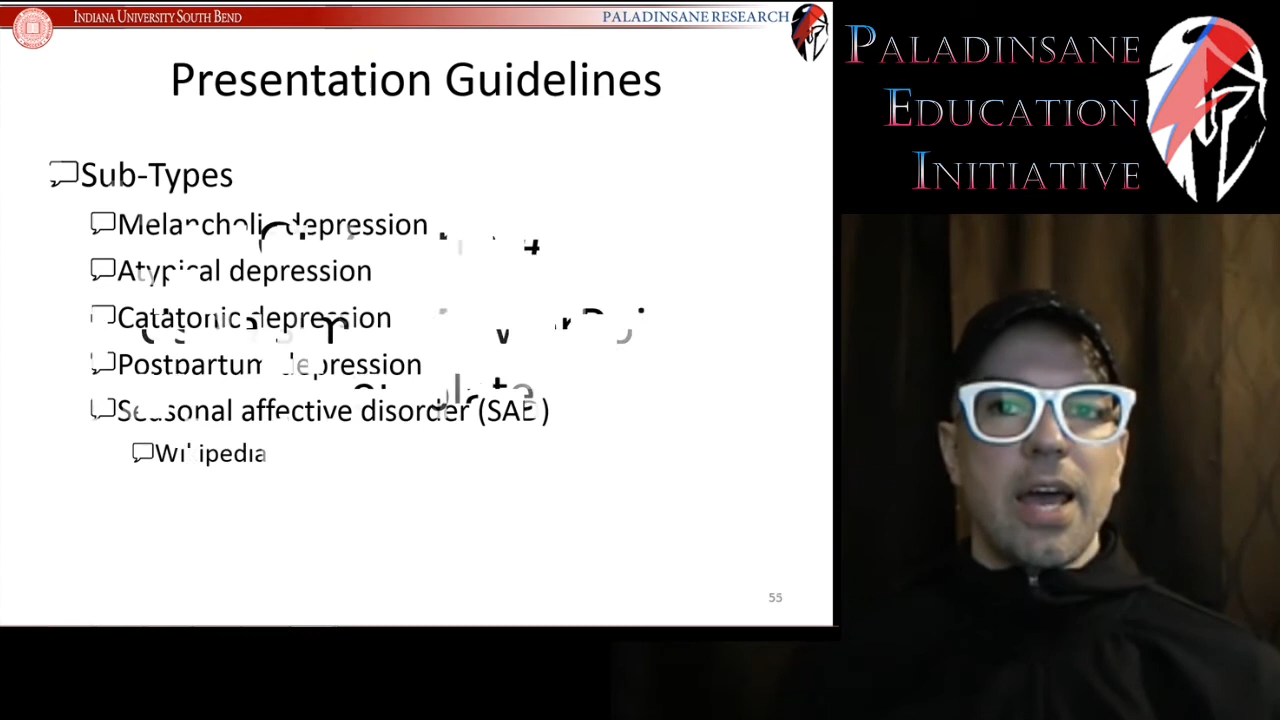 INDIANA UNIVERSITY SOUTH BEND
PALADINSANE RESEARCH
Presentation Guidelines
Sub-Types
Melancholic depression
Atypical depression
Catatonic depression
Postpartum depression
Seasonal affective disorder (SAD)
Wikipedia
55
PALADINSANE
EDUCATION
INITIATIVE